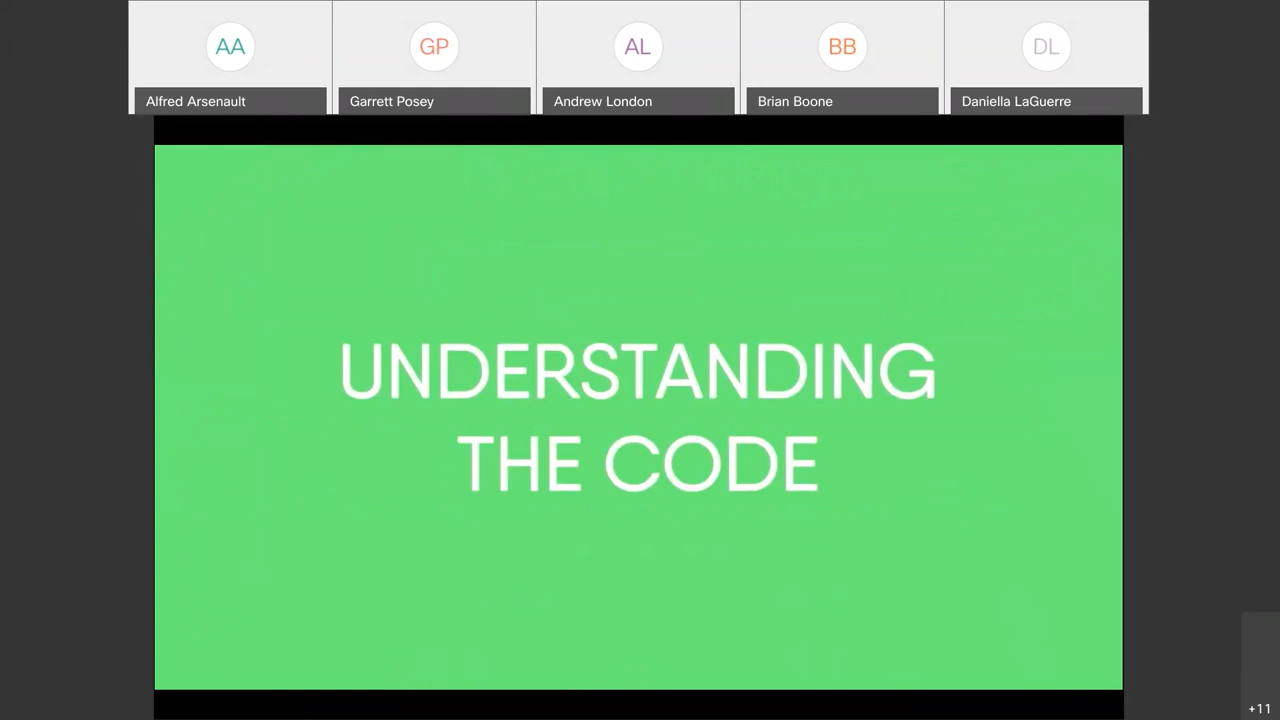 AA
GP
AL
BB
DL
Alfred Arsenault
Garrett Posey
Andrew London
Brian Boone
Daniella LaGuerre
UNDERSTANDING
THE CODE
+11